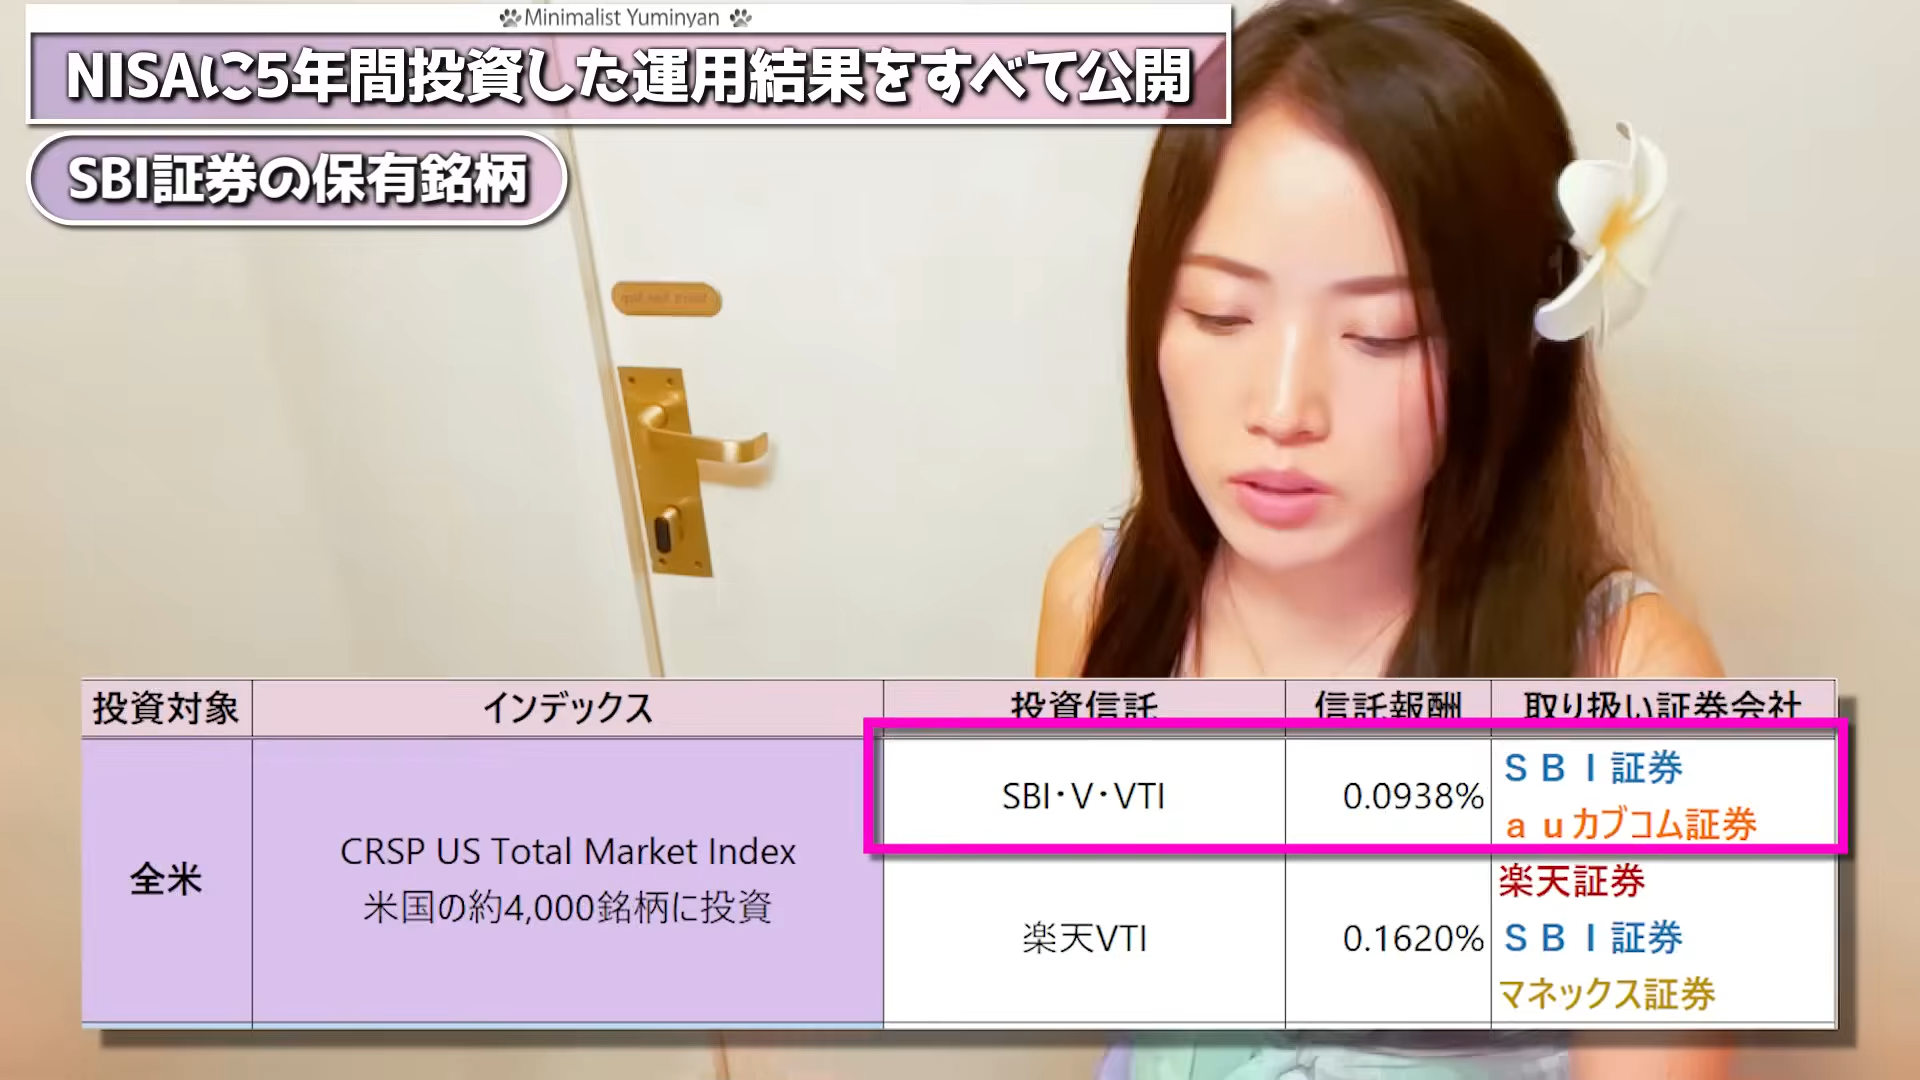 Minimalist Yuminyan
NISAに5年間投資した運用結果をすべて公開
SBI証券の保有銘柄
投資対象 インデックス 投資信託 信託報酬 取り扱い証券会社
全米
CRSP US Total Market Index
米国の約4,000銘柄に投資
SBI・V・VTI 0.0938%
ＳＢＩ証券
ａｕカブコム証券
楽天VTI 0.1620%
楽天証券
ＳＢＩ証券
マネックス証券